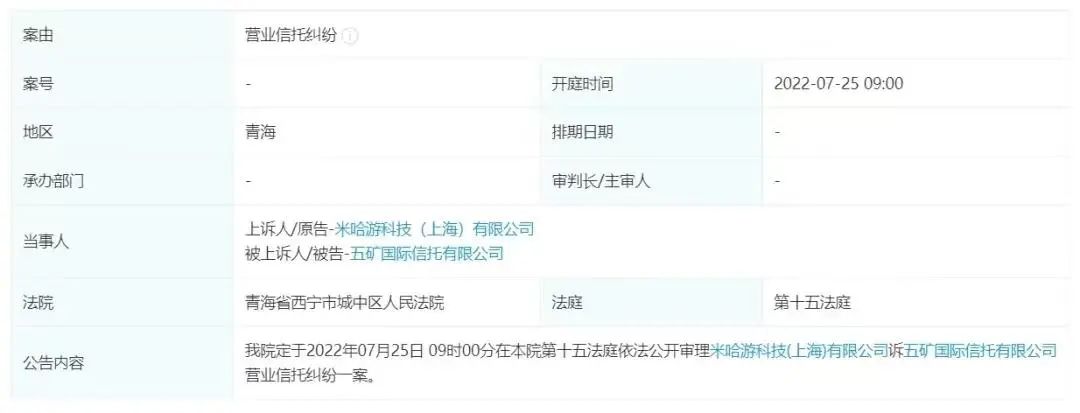 案由 营业信托纠纷
案号 - 开庭时间 2022-07-25 09:00
地区 青海 排期日期 -
承办部门 - 审判长/主审人 -
当事人 上诉人/原告-米哈游科技（上海）有限公司
被上诉人/被告-五矿国际信托有限公司
法院 青海省西宁市城中区人民法院 法庭 第十五法庭
公告内容 我院定于2022年07月25日 09时00分在本院第十五法庭依法公开审理米哈游科技(上海)有限公司诉五矿国际信托有限公司
营业信托纠纷一案。